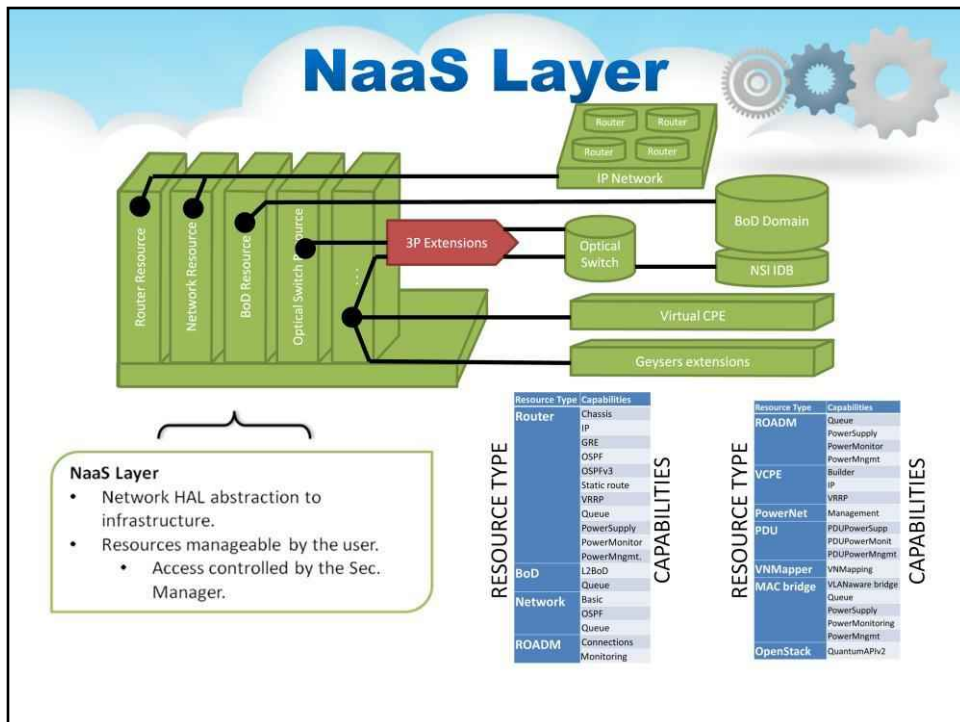 NaaS Layer
Router Router
Router Router
IP Network
Router Resource
Network Resource
BoD Resource
Optical Switch Resource
...
3P Extensions
Optical
Switch
BoD Domain
NSI IDB
Virtual CPE
Geysers extensions
NaaS Layer
• Network HAL abstraction to
infrastructure.
• Resources manageable by the user.
• Access controlled by the Sec.
Manager.
RESOURCE TYPE
Resource Type Capabilities
Router Chassis
IP
GRE
OSPF
OSPFv3
Static route
VRRP
Queue
PowerSupply
PowerMonitor
PowerMngmt.
BoD L2BoD
Queue
Network Basic
OSPF
Queue
ROADM Connections
Monitoring
CAPABILITIES
RESOURCE TYPE
Resource Type Capabilities
ROADM Queue
PowerSupply
PowerMonitor
PowerMngmt
VCPE Builder
IP
VRRP
PowerNet Management
PDU PDUPowerSupp
PDUPowerMonit
PDUPowerMngmt
VNMapper VNMapping
MAC bridge VLANaware bridge
Queue
PowerSupply
PowerMonitoring
PowerMngmt
OpenStack QuantumAPIv2
CAPABILITIES